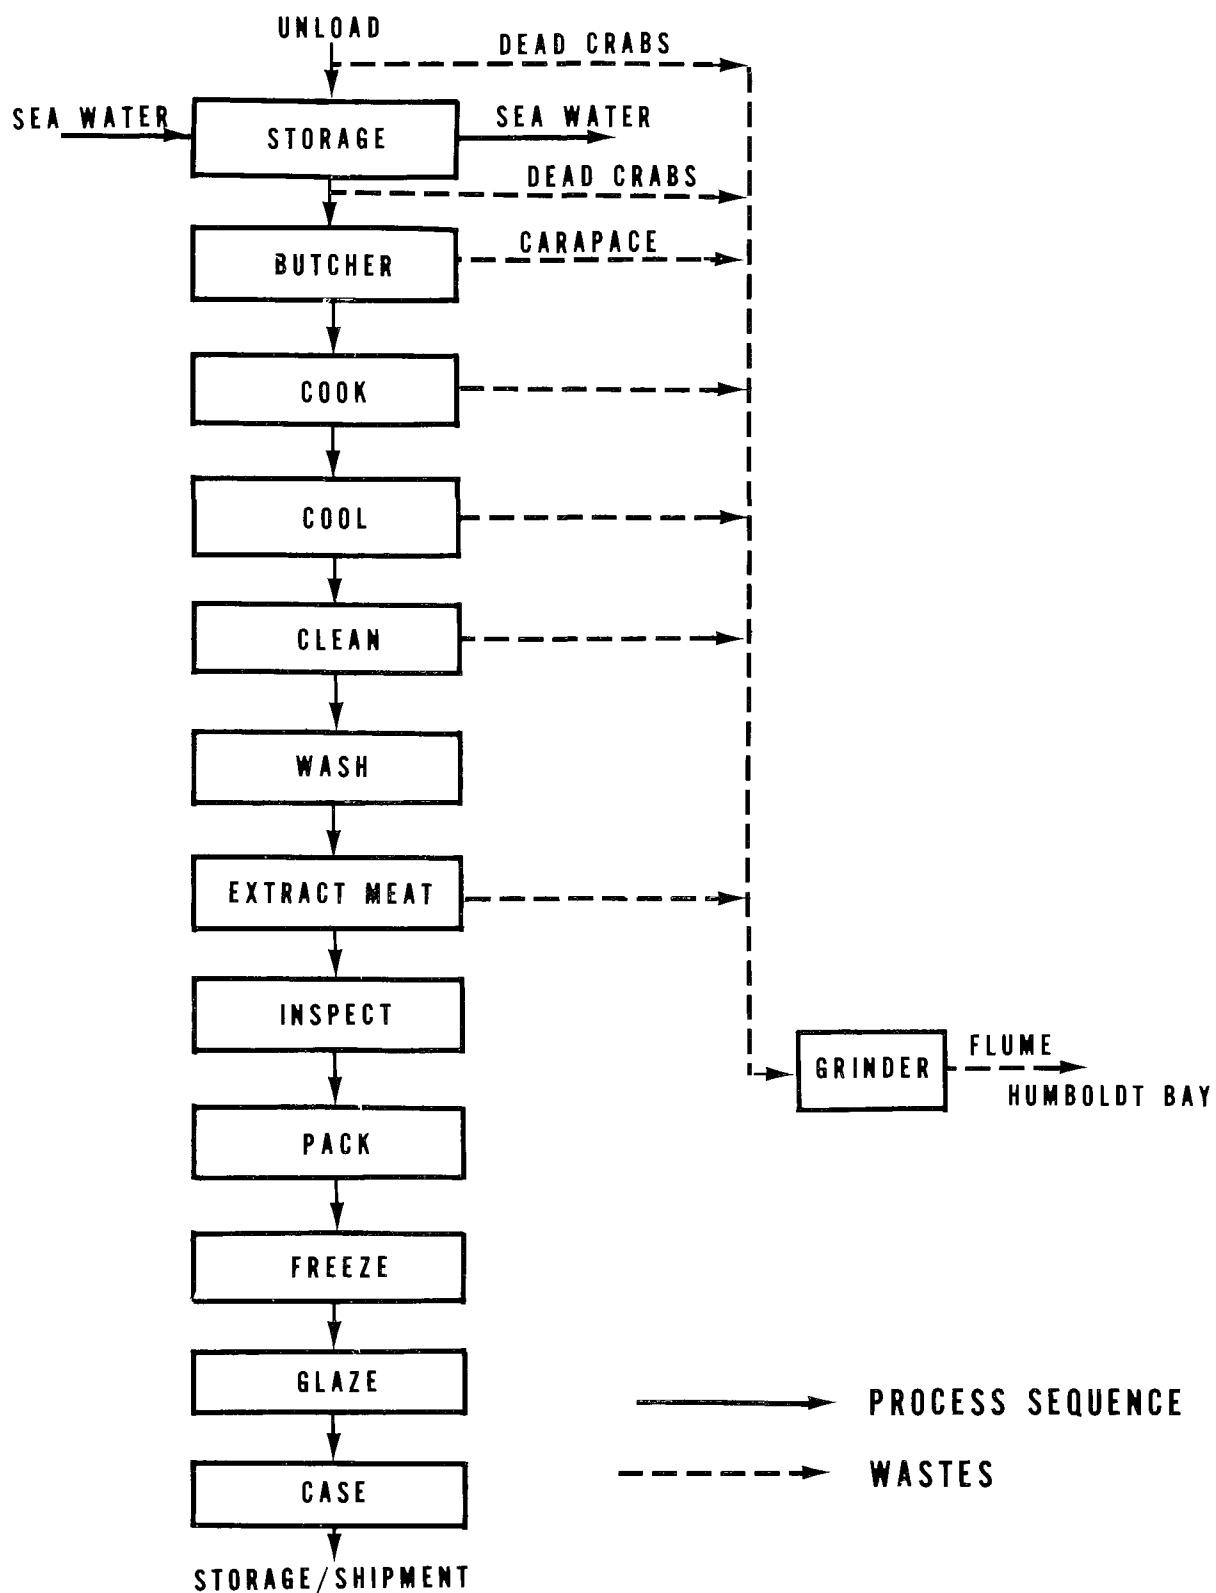 UNLOAD
DEAD CRABS
SEA WATER
STORAGE
SEA WATER
DEAD CRABS
BUTCHER
CARAPACE
COOK
COOL
CLEAN
WASH
EXTRACT MEAT
INSPECT
GRINDER
FLUME
HUMBOLDT BAY
PACK
FREEZE
GLAZE
PROCESS SEQUENCE
WASTES
CASE
STORAGE/SHIPMENT